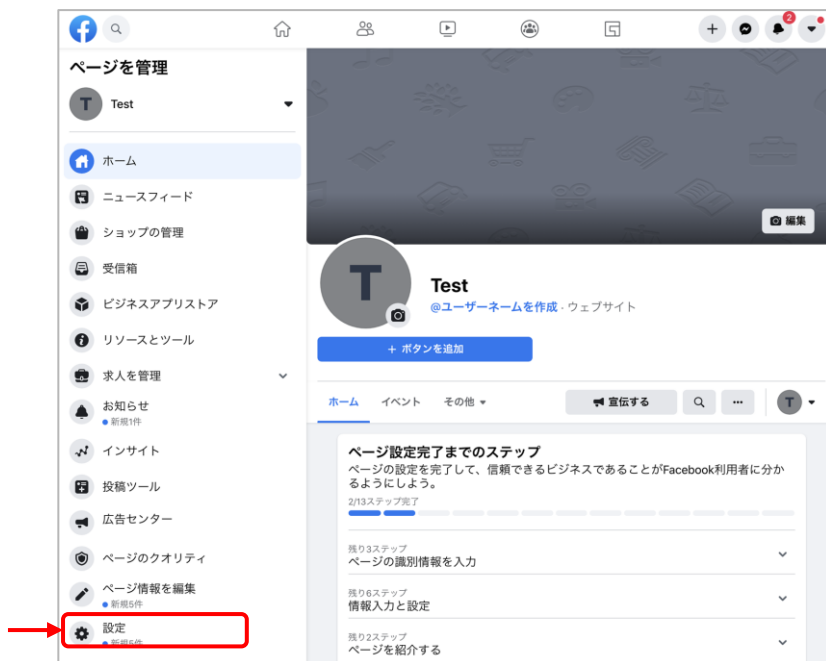 2
ページを管理
T Test
ホーム
ニュースフィード
ショップの管理
受信箱
ビジネスアプリストア
リソースとツール
求人を管理
お知らせ
新規1件
インサイト
投稿ツール
広告センター
ページのクオリティ
ページ情報を編集
新規5件
設定
新規5件
編集
T
Test
@ユーザーネームを作成 · ウェブサイト
+ ボタンを追加
ホーム イベント その他 宣伝する ... T
ページ設定完了までのステップ
ページの設定を完了して、信頼できるビジネスであることがFacebook利用者に分か
るようにしよう。
2/13ステップ完了
残り3ステップ
ページの識別情報を入力
残り6ステップ
情報入力と設定
残り2ステップ
ページを紹介する